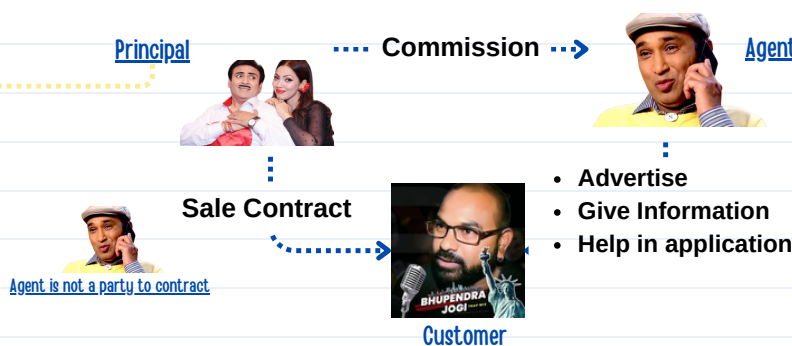 Principal
Commission
Agent
Sale Contract
Advertise
Give Information
Help in application
Agent is not a party to contract
BHUPENDRA
JOGI
Customer